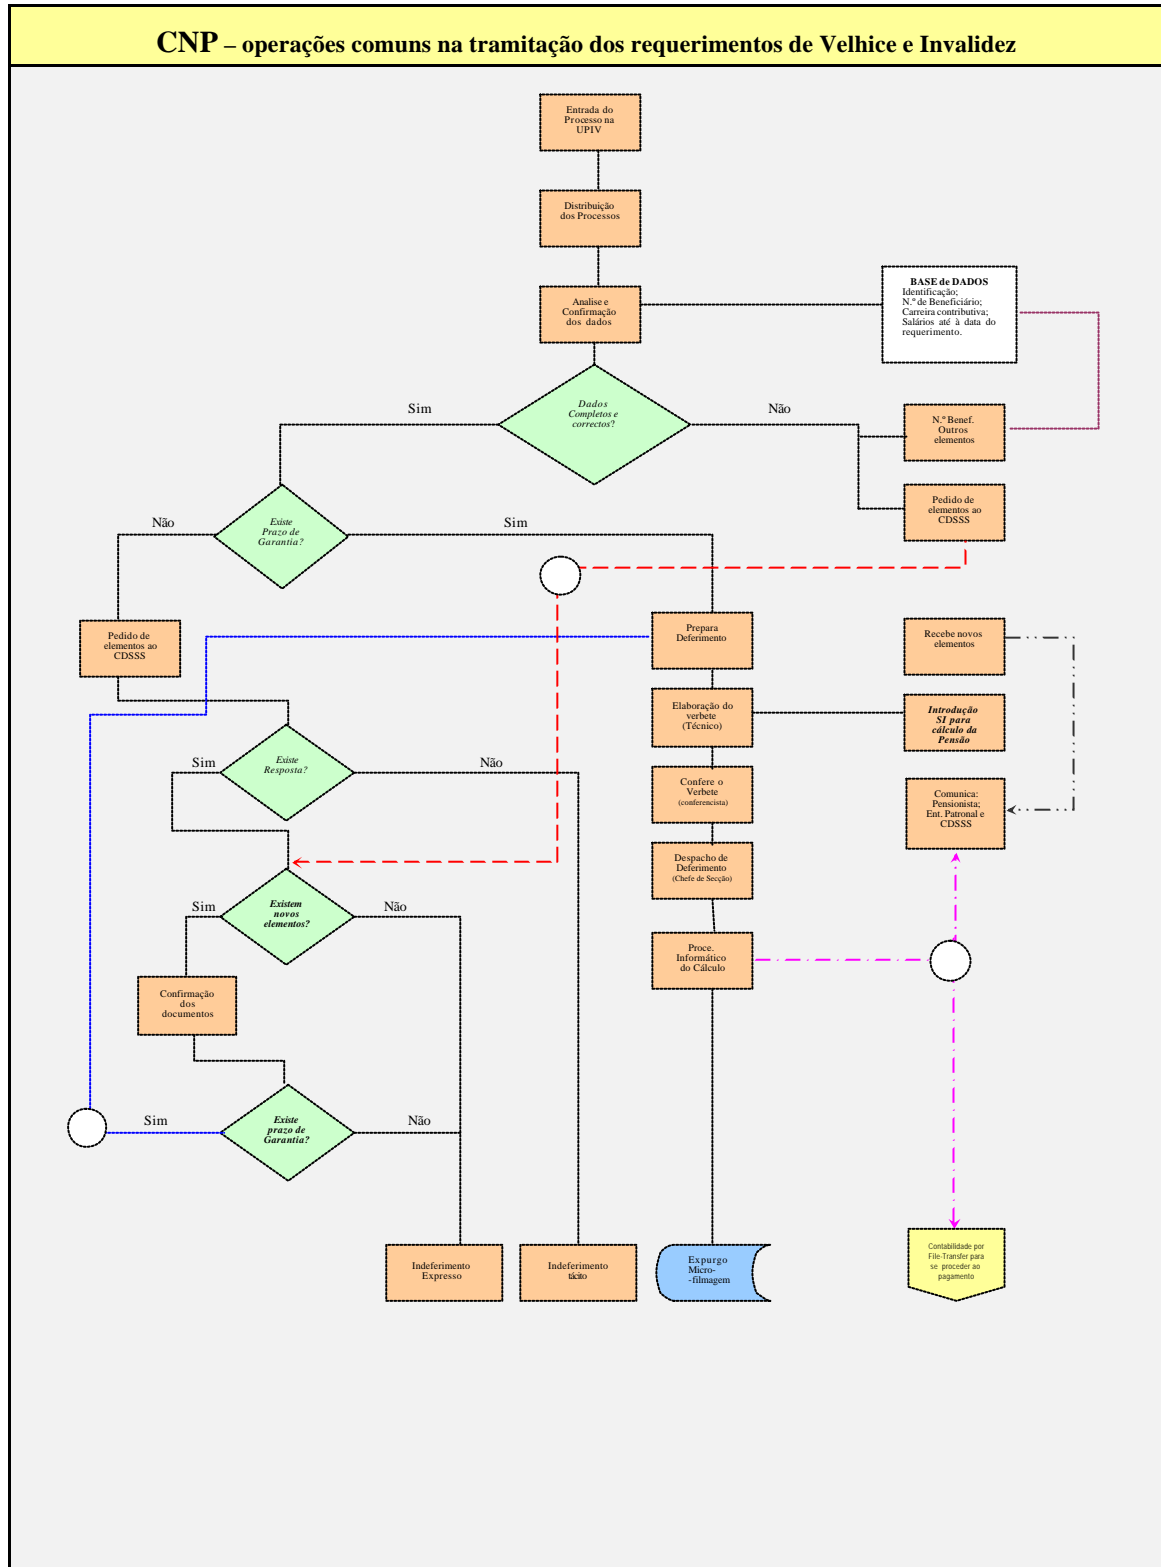 CNP – operações comuns na tramitação dos requerimentos de Velhice e Invalidez
Entrada do
Processo na
UPIV
Distribuição
dos Processos
Analise e
Confirmação
dos dados
BASE de DADOS
Identificação;
N.º de Beneficiário;
Carreira contributiva;
Salários até à data do
requerimento.
Dados
Completos e
correctos?
Sim
Não
N.º Benef.
Outros
elementos
Pedido de
elementos ao
CDSSS
Existe
Prazo de
Garantia?
Não
Sim
Pedido de
elementos ao
CDSSS
Prepara
Deferimento
Recebe novos
elementos
Elaboração do
verbete
(Técnico)
Introdução
SI para
cálculo da
Pensão
Existe
Resposta?
Sim
Não
Confere o
Verbete
(conferencista)
Comunica:
Pensionista;
Ent. Patronal e
CDSSS
Despacho de
Deferimento
(Chefe de Secção)
Existem
novos
elementos?
Sim
Não
Proce.
Informático
do Cálculo
Confirmação
dos
documentos
Existe
prazo de
Garantia?
Sim
Não
Indeferimento
Expresso
Indeferimento
tácito
Expurgo
Micro-
-filmagem
Contabilidade por
File-Transfer para
se proceder ao
pagamento